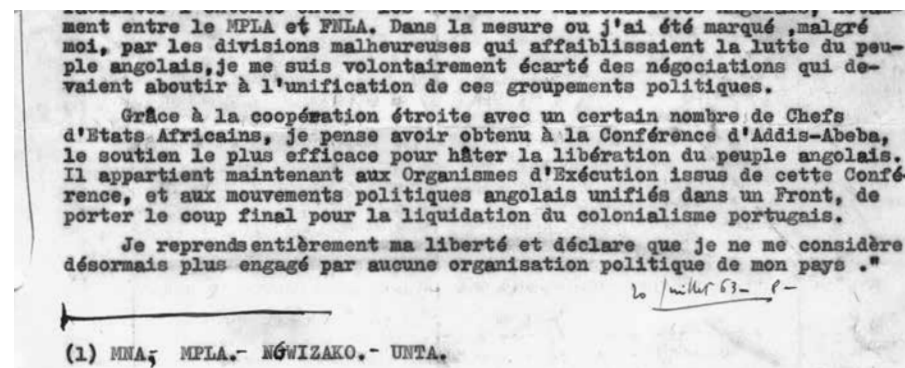 ment entre le MPLA et FNLA. Dans la mesure ou j'ai été marqué ,malgré
moi, par les divisions malheureuses qui affaiblissaient la lutte du peu-
ple angolais,je me suis volontairement écarté des négociations qui de-
vaient aboutir à l'unification de ces groupements politiques.
Grâce à la coopération étroite avec un certain nombre de Chefs
d'Etats Africains, je pense avoir obtenu à la Conférence d'Addis-Abeba,
le soutien le plus efficace pour hâter la libération du peuple angolais.
Il appartient maintenant aux Organismes d'Exécution issus de cette Confé-
rence, et aux mouvements politiques angolais unifiés dans un Front, de
porter le coup final pour la liquidation du colonialisme portugais.
Je reprends entièrement ma liberté et déclare que je ne me considère
désormais plus engagé par aucune organisation politique de mon pays ."
20 Juillet 63-
(1) MNA; MPLA.- NGWIZAKO.- UNTA.